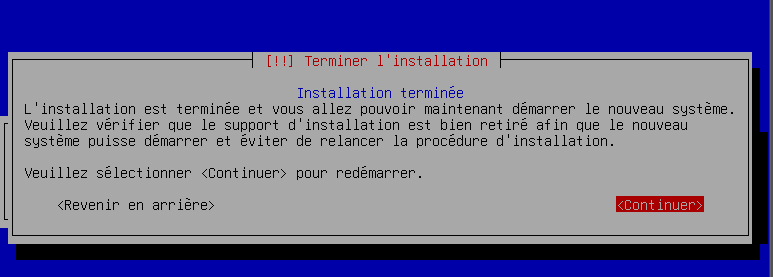 [!!] Terminer l'installation
Installation terminée
L'installation est terminée et vous allez pouvoir maintenant démarrer le nouveau système.
Veuillez vérifier que le support d'installation est bien retiré afin que le nouveau
système puisse démarrer et éviter de relancer la procédure d'installation.
Veuillez sélectionner <Continuer> pour redémarrer.
<Revenir en arrière> <Continuer>